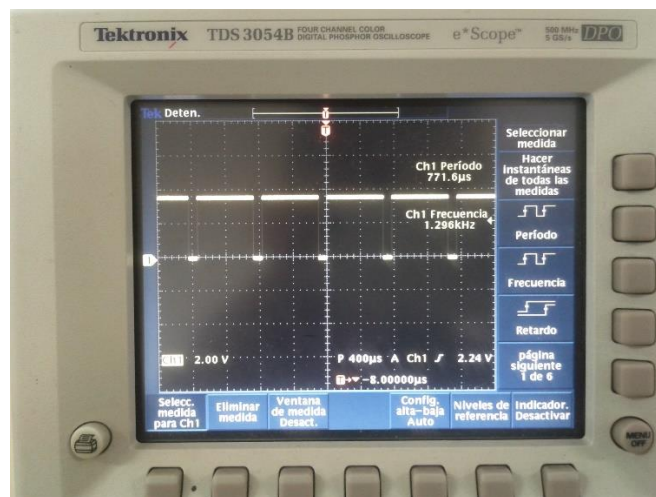 Tektronix TDS 3054B FOUR CHANNEL COLOR DIGITAL PHOSPHOR OSCILLOSCOPE e*Scope™ 500 MHz 5 GS/s DPO
Tek Deten.
T
Ch1 Período
771.6µs
Ch1 Frecuencia
1.296kHz
1
Ch1 2.00 V P 400µs A Ch1 2.24 V
T -8.00000µs
Seleccionar
medida
Hacer
instantáneas
de todas las
medidas
Período
Frecuencia
Retardo
página
siguiente
1 de 6
Selecc.
medida
para Ch1
Eliminar
medida
Ventana
de medida
Desact.
Config.
alta-baja
Auto
Niveles de
referencia
Indicador.
Desactivar
MENU
OFF